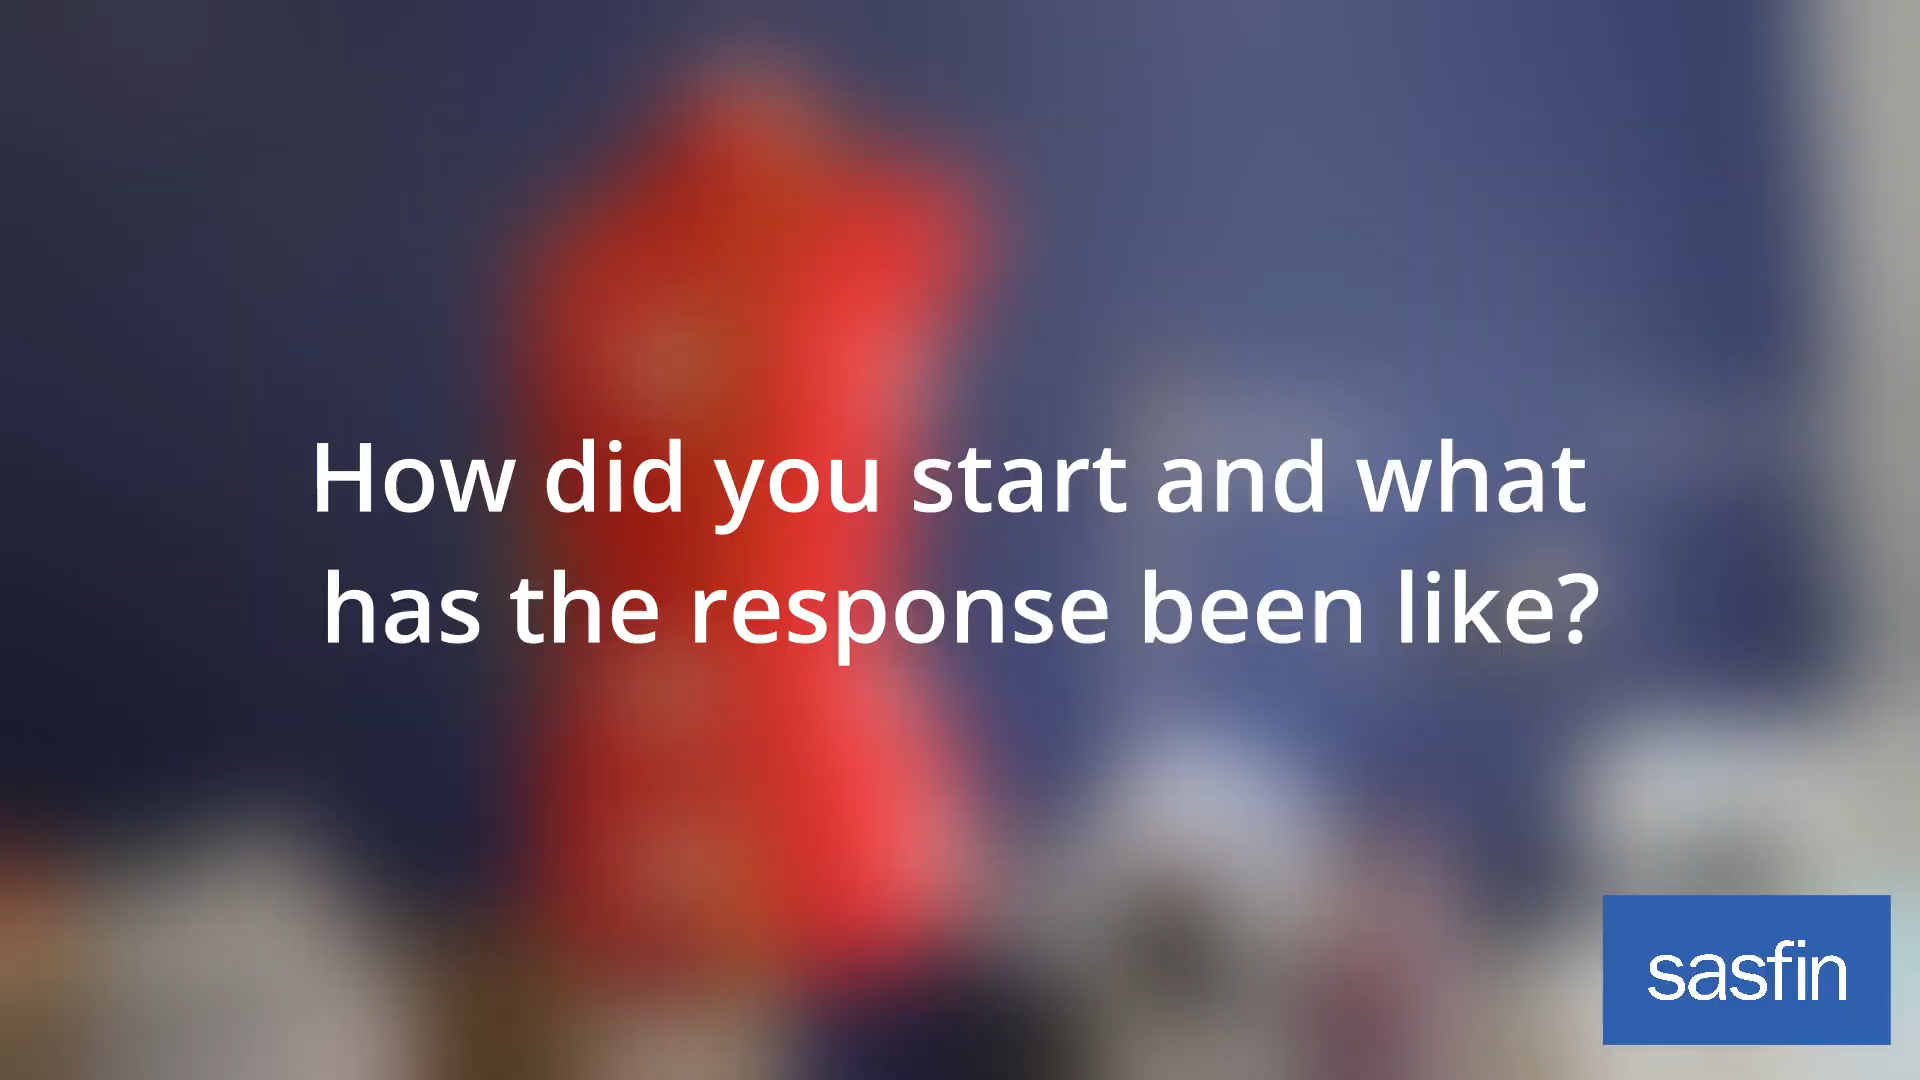 How did you start and what
has the response been like?
sasfin